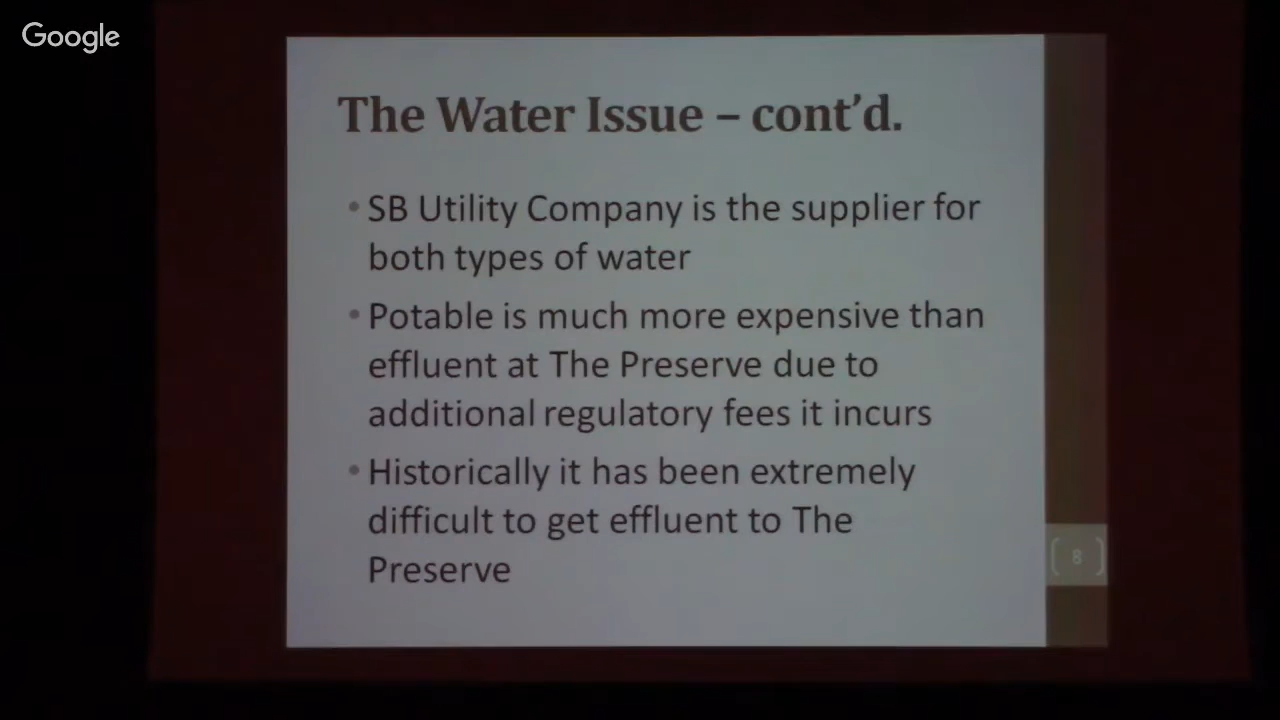 Google
The Water Issue – cont’d.
• SB Utility Company is the supplier for
both types of water
• Potable is much more expensive than
effluent at The Preserve due to
additional regulatory fees it incurs
• Historically it has been extremely
difficult to get effluent to The
Preserve
[ 8 ]